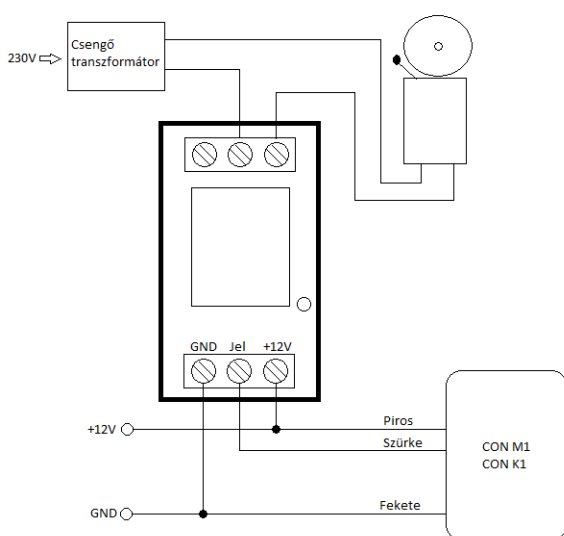 Csengő
transzformátor
230V
GND Jel +12V
+12V
Piros
Szürke
CON M1
CON K1
GND
Fekete